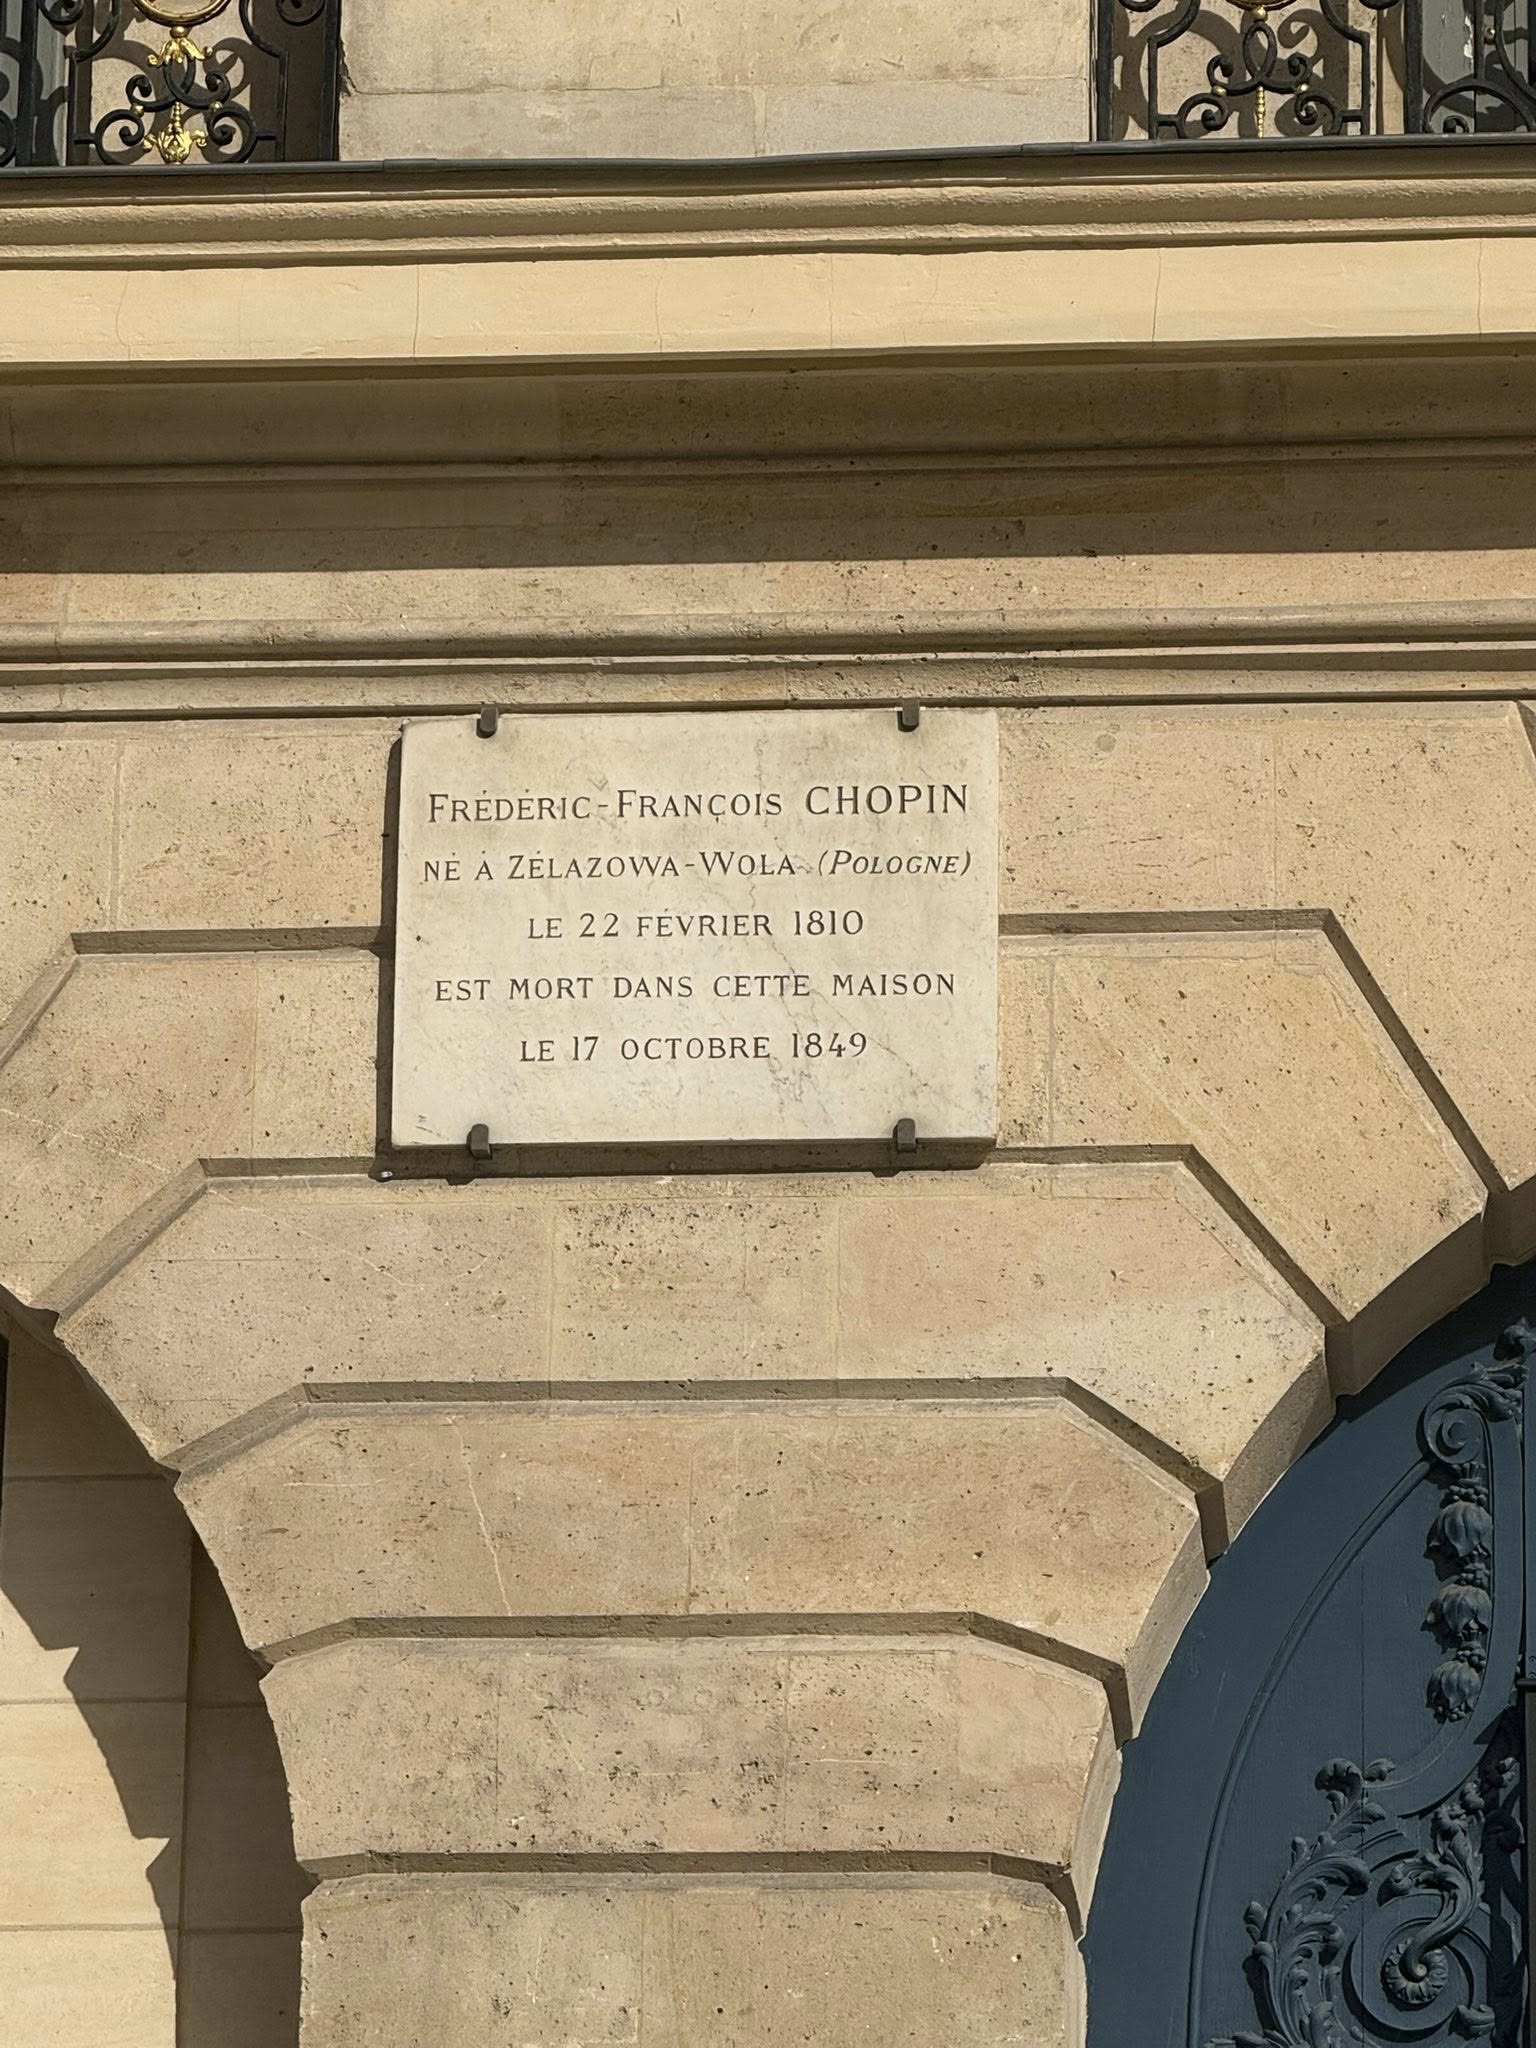 FRÉDÉRIC-FRANÇOIS CHOPIN
NÉ À ZÉLAZOWA-WOLA (POLOGNE)
LE 22 FÉVRIER 1810
EST MORT DANS CETTE MAISON
LE 17 OCTOBRE 1849